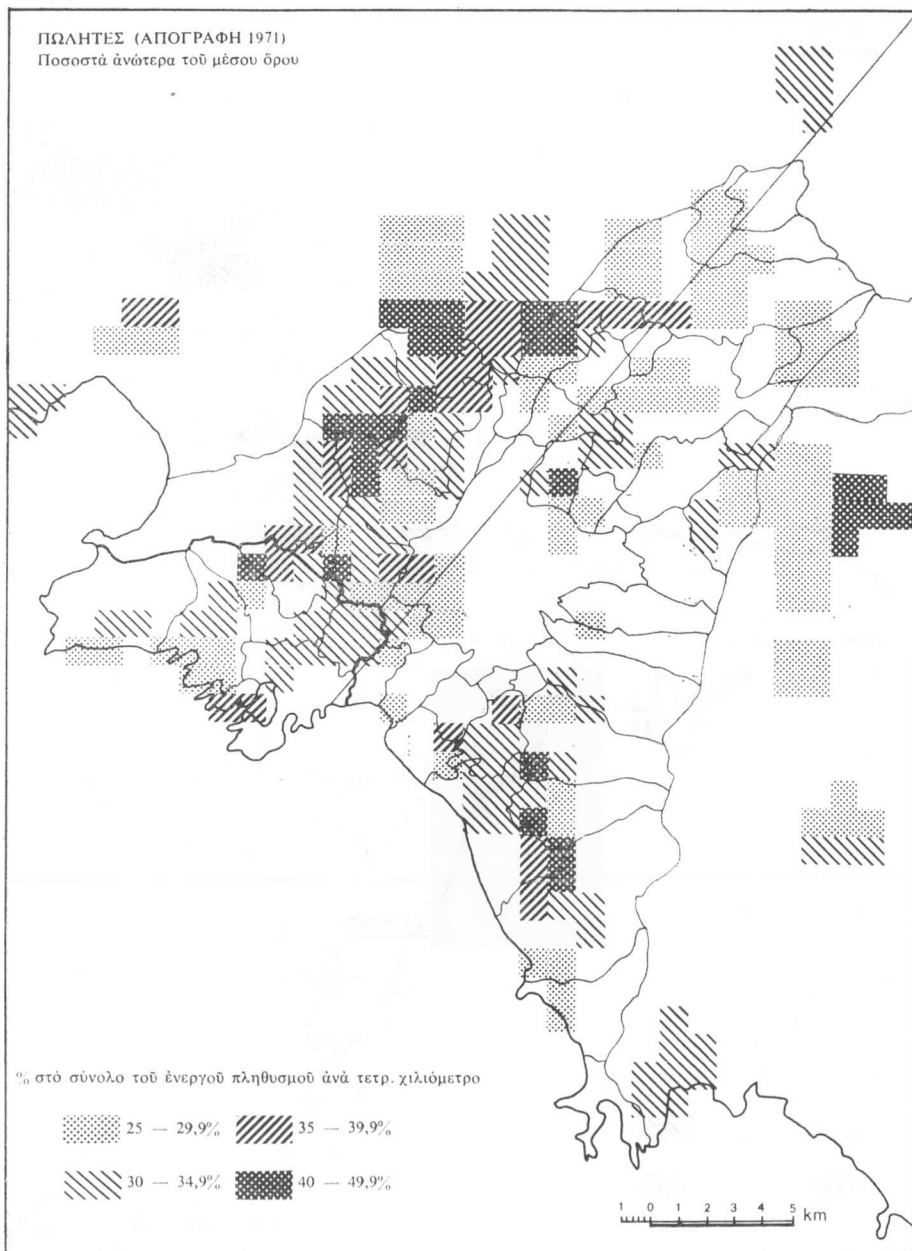 ΠΩΛΗΤΕΣ (ΑΠΟΓΡΑΦΗ 1971)
Ποσοστὰ ἀνώτερα τοῦ μέσου ὅρου
% στὸ σύνολο τοῦ ἐνεργοῦ πληθυσμοῦ ἀνὰ τετρ. χιλιόμετρο
25 — 29,9% 35 — 39,9%
30 — 34,9% 40 — 49,9%
1 0 1 2 3 4 5 km